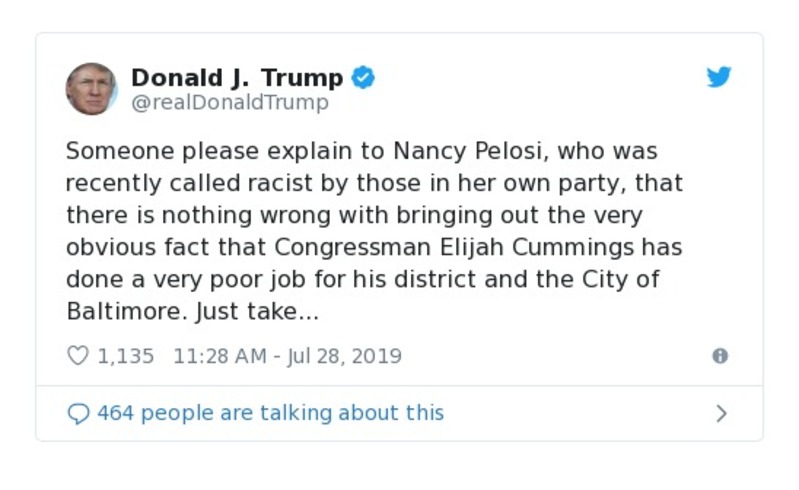 Donald J. Trump
@realDonaldTrump
Someone please explain to Nancy Pelosi, who was
recently called racist by those in her own party, that
there is nothing wrong with bringing out the very
obvious fact that Congressman Elijah Cummings has
done a very poor job for his district and the City of
Baltimore. Just take...
1,135 11:28 AM - Jul 28, 2019
464 people are talking about this